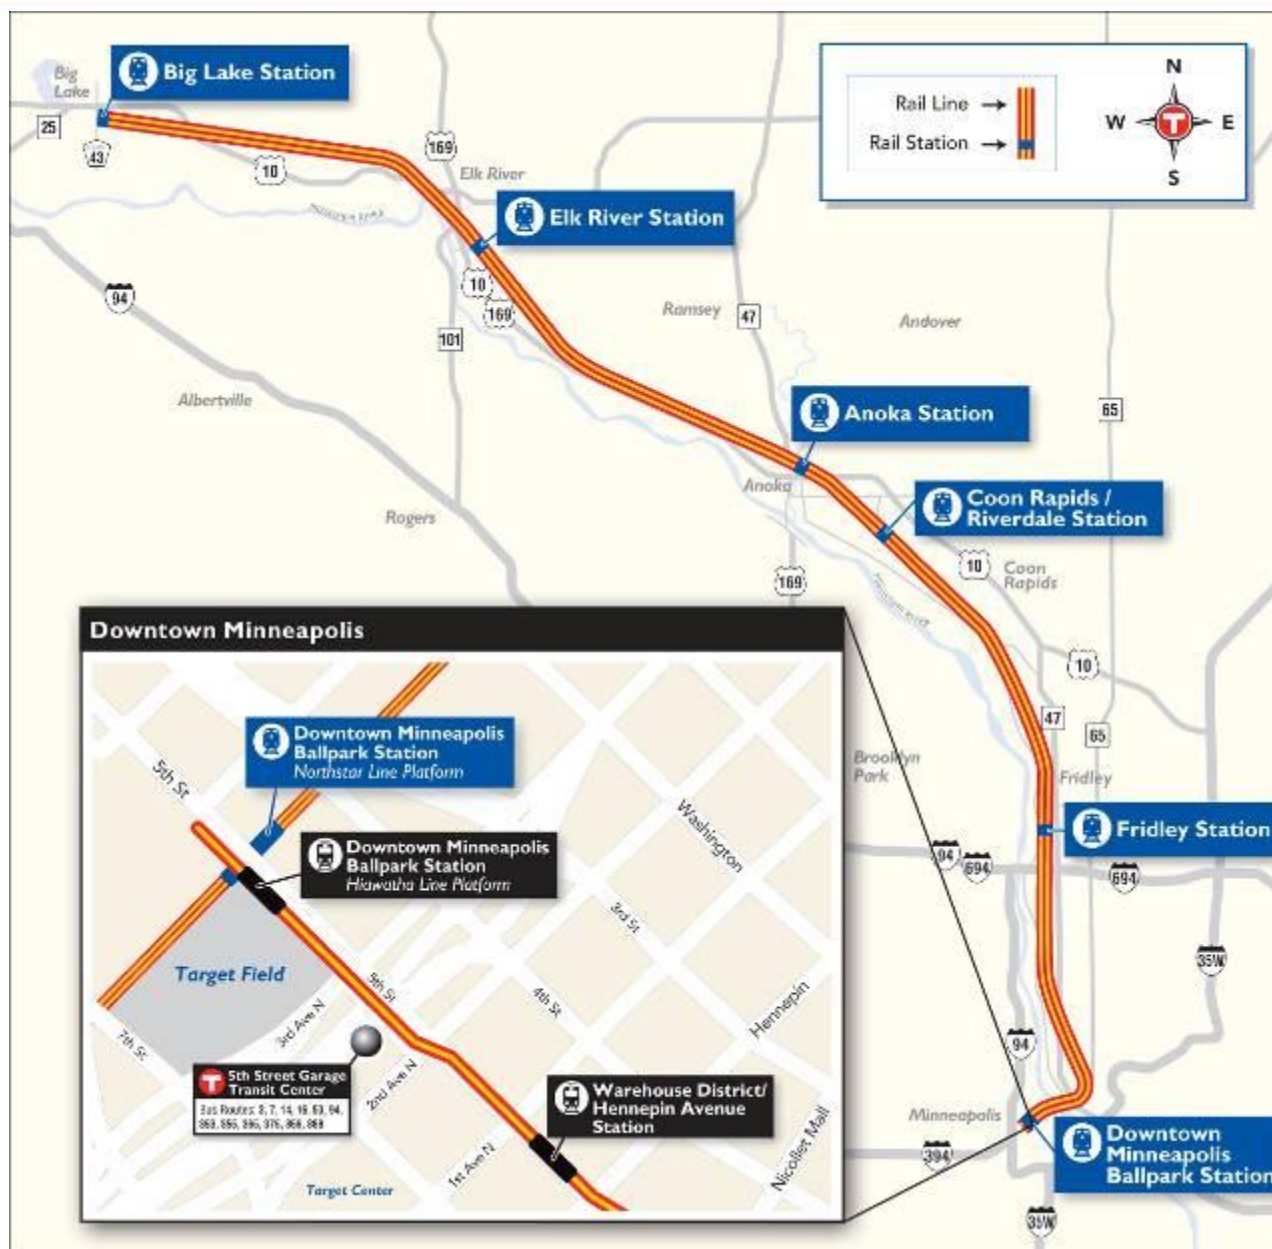 Big Lake Station
Big
Lake
25
43
10
169
Elk River
Rail Line
Rail Station
N
W
E
S
T
Elk River Station
94
10
169
101
Ramsey
47
Andover
Albertville
65
Anoka Station
Anoka
Rogers
Coon Rapids /
Riverdale Station
10
Coon
Rapids
169
10
47
65
Brooklyn
Park
Fridley
Fridley Station
94
694
694
35W
94
Minneapolis
394
35W
Downtown
Minneapolis
Ballpark Station
Downtown Minneapolis
Downtown Minneapolis
Ballpark Station
Northstar Line Platform
5th St
Washington
Downtown Minneapolis
Ballpark Station
Hiawatha Line Platform
3rd St
Target Field
5th St
4th St
Hennepin
3rd Ave N
7th St
T
5th Street Garage
Transit Center
2nd Ave N
Warehouse District/
Hennepin Avenue
Station
1st Ave N
Nicollet Mall
Target Center